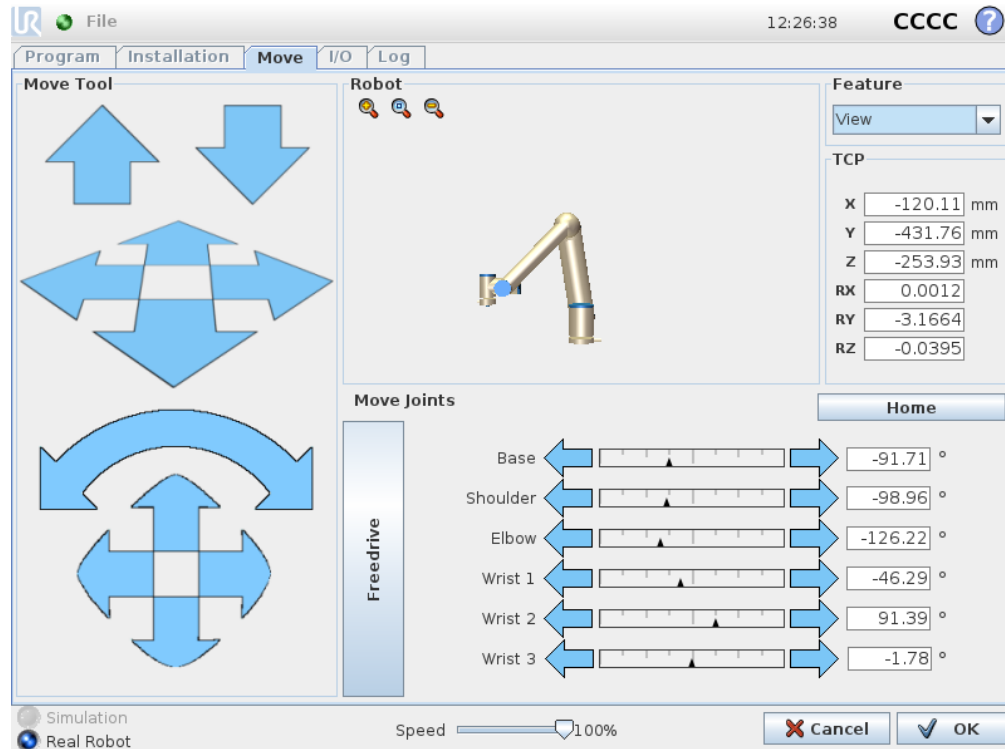 UR File 12:26:38 CCCC ?
Program Installation Move I/O Log
Move Tool
Robot
Feature
View
TCP
X -120.11 mm
Y -431.76 mm
Z -253.93 mm
RX 0.0012
RY -3.1664
RZ -0.0395
Move Joints
Home
Freedrive
Base -91.71 °
Shoulder -98.96 °
Elbow -126.22 °
Wrist 1 -46.29 °
Wrist 2 91.39 °
Wrist 3 -1.78 °
Simulation
Real Robot
Speed 100%
Cancel OK